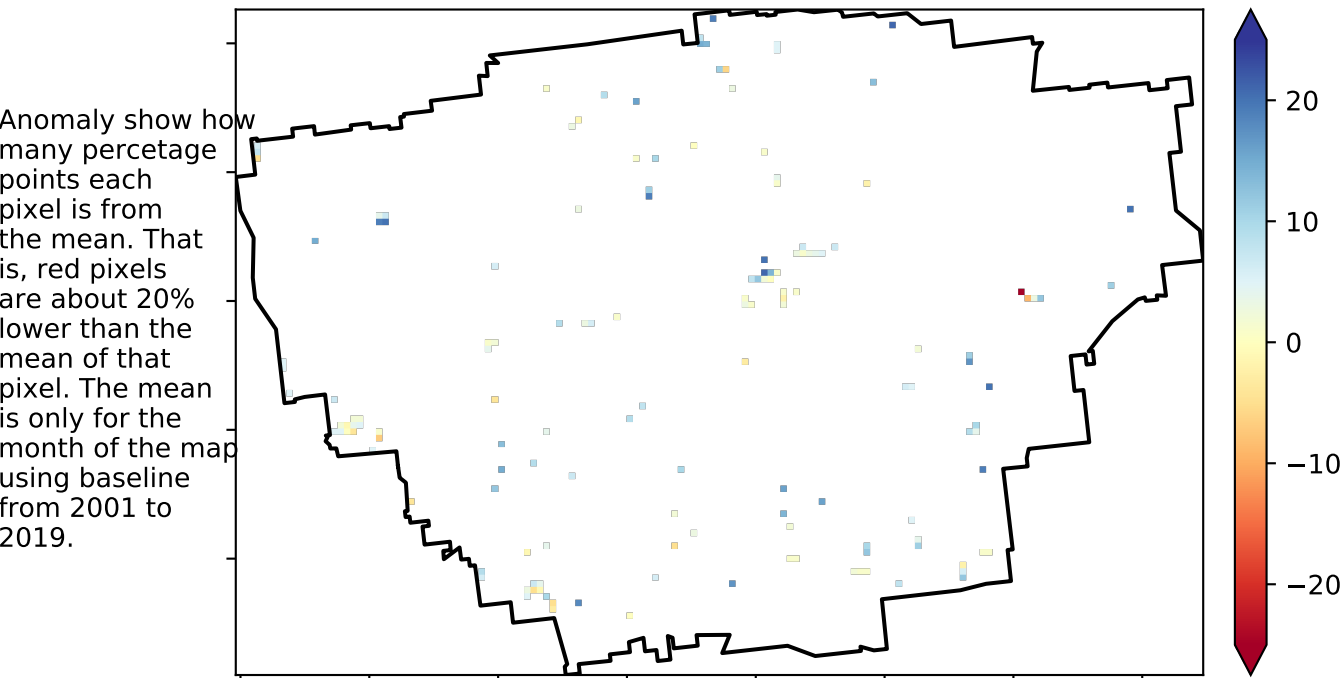 Anomaly show how
many percetage
points each
pixel is from
the mean. That
is, red pixels
are about 20%
lower than the
mean of that
pixel. The mean
is only for the
month of the map
using baseline
from 2001 to
2019.
20
10
0
−10
−20